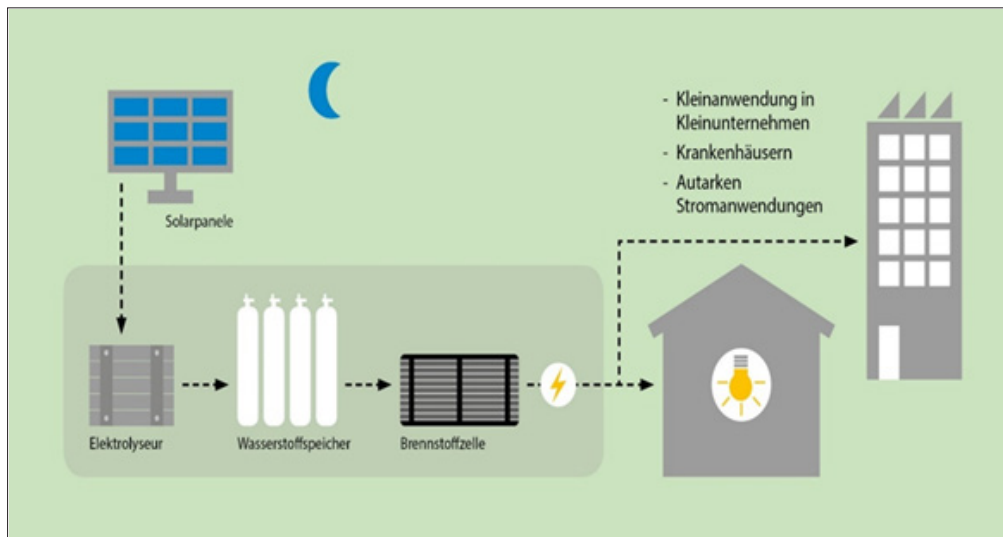 - Kleinanwendung in
Kleinunternehmen
- Krankenhäusern
- Autarken
Stromanwendungen
Solarpanele
Elektrolyseur
Wasserstoffspeicher
Brennstoffzelle